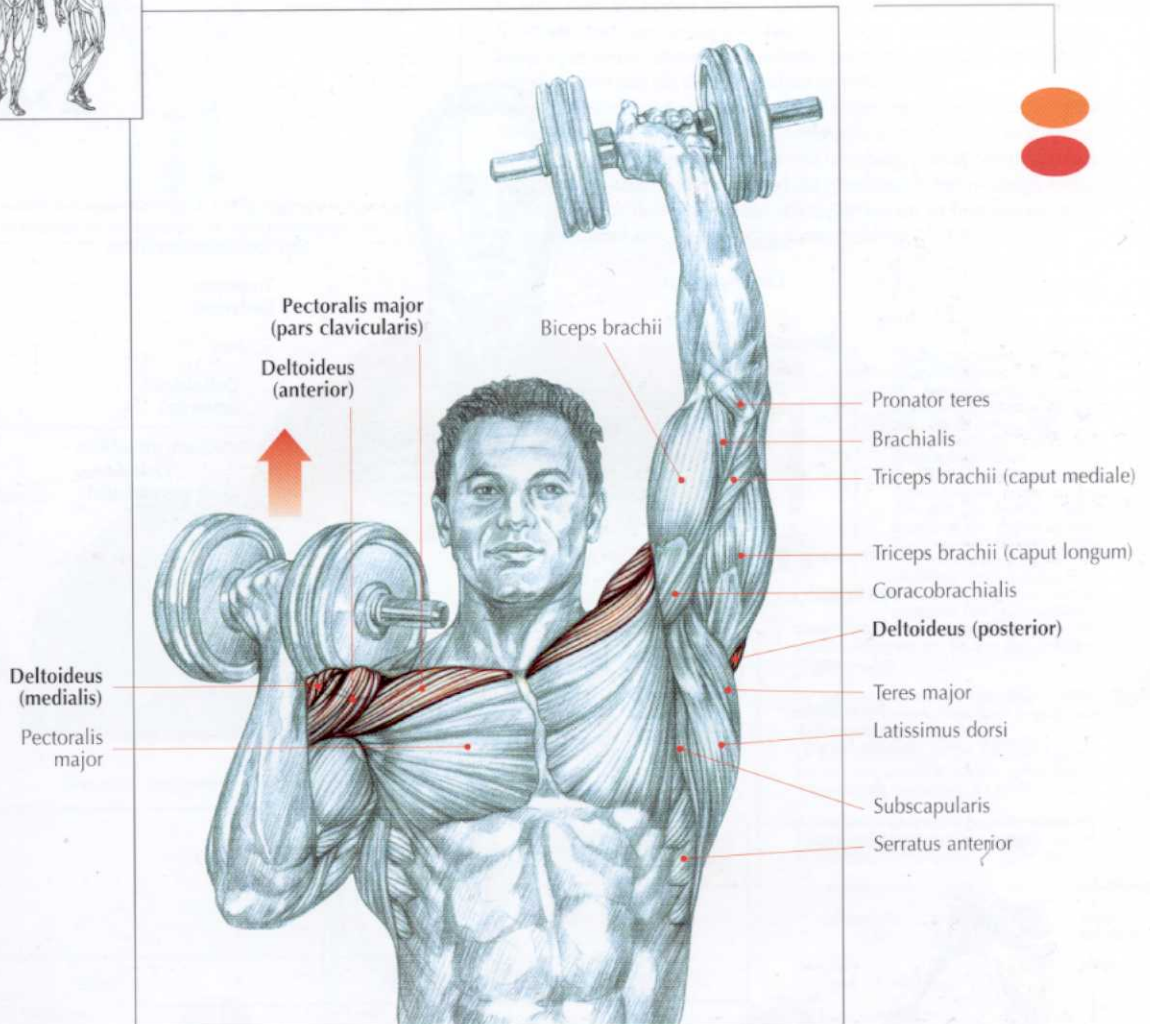 Pectoralis major
(pars clavicularis)
Deltoideus
(anterior)
Biceps brachii
Deltoideus
(medialis)
Pectoralis
major
Pronator teres
Brachialis
Triceps brachii (caput mediale)
Triceps brachii (caput longum)
Coracobrachialis
Deltoideus (posterior)
Teres major
Latissimus dorsi
Subscapularis
Serratus anterior